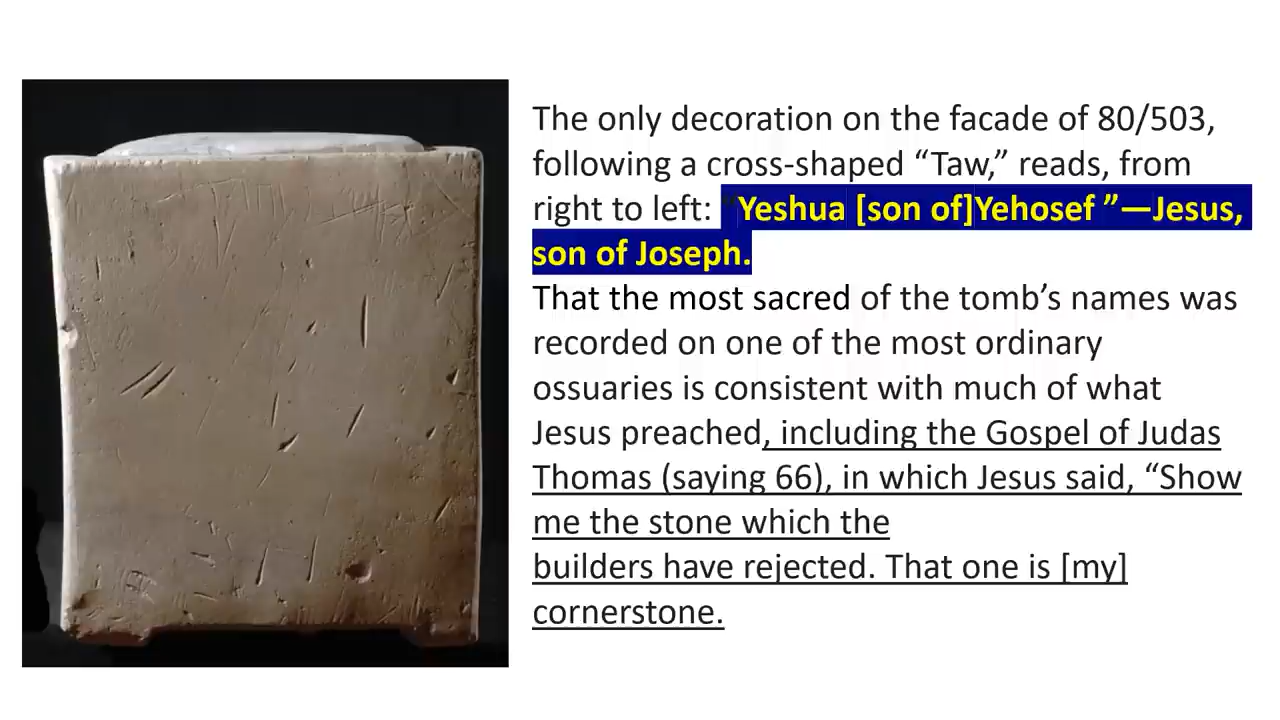 The only decoration on the facade of 80/503,
following a cross-shaped “Taw,” reads, from
right to left: “Yeshua [son of]Yehosef ”—Jesus,
son of Joseph.
That the most sacred of the tomb’s names was
recorded on one of the most ordinary
ossuaries is consistent with much of what
Jesus preached, including the Gospel of Judas
Thomas (saying 66), in which Jesus said, “Show
me the stone which the
builders have rejected. That one is [my]
cornerstone.